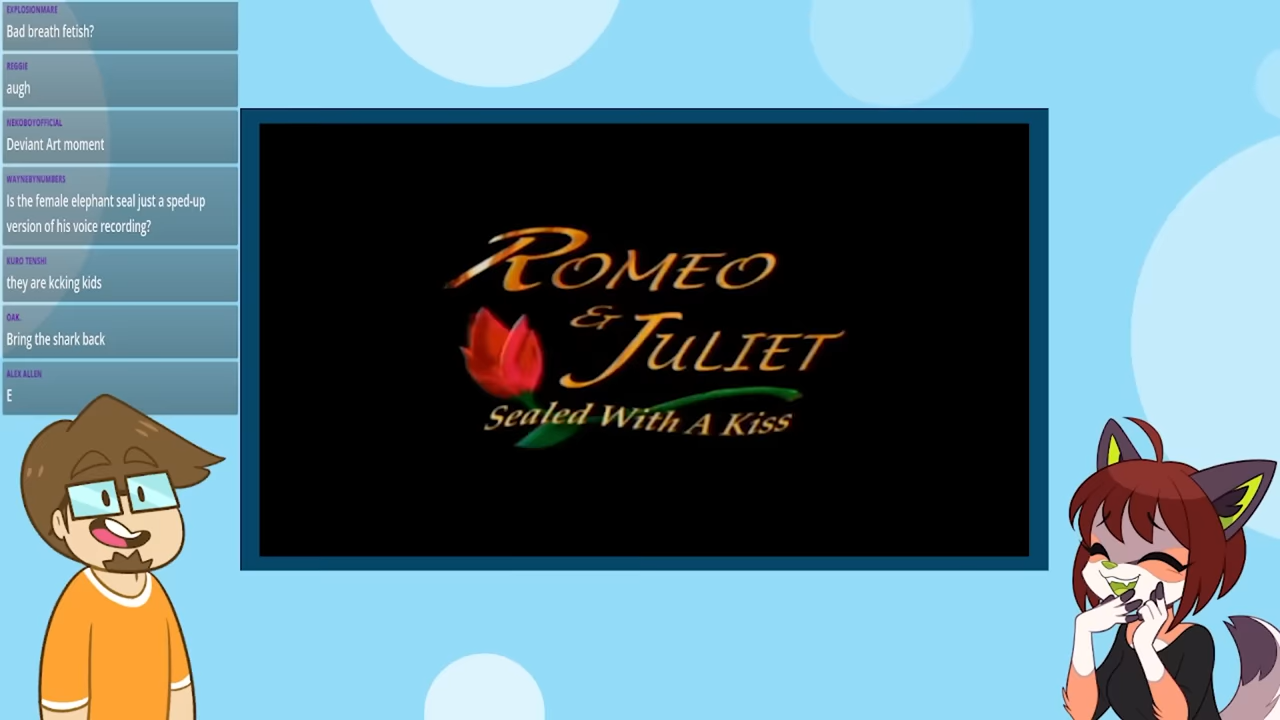 EXPLOSIONMARE
Bad breath fetish?
REGGIE
augh
NEKOBOYOFFICIAL
Deviant Art moment
WAYNEBYNUMBERS
Is the female elephant seal just a sped-up
version of his voice recording?
KURO TENSHI
they are kcking kids
OAK.
Bring the shark back
ALEX ALLEN
E
ROMEO
& JULIET
Sealed With A Kiss